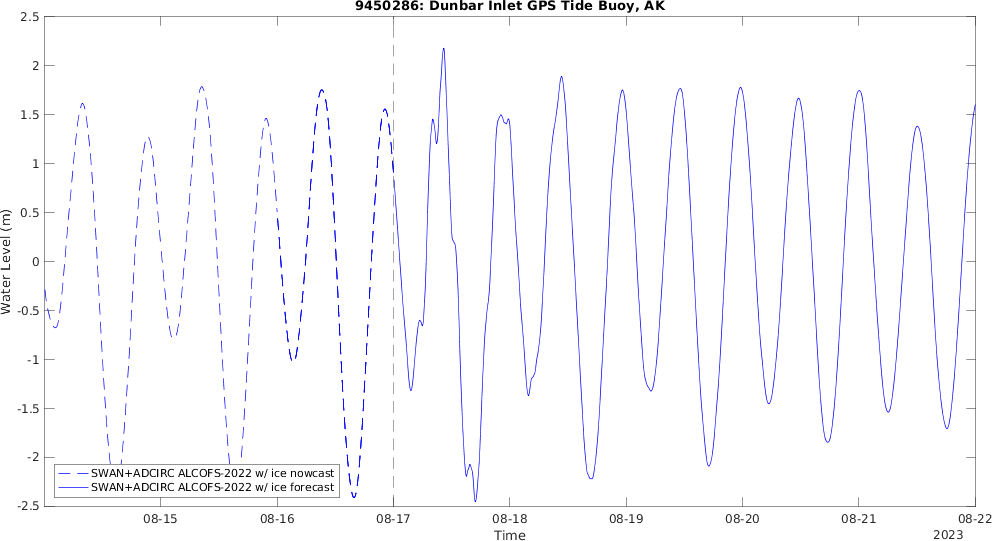 9450286: Dunbar Inlet GPS Tide Buoy, AK
2.5
2
1.5
1
0.5
0
-0.5
-1
-1.5
-2
-2.5
Water Level (m)
SWAN+ADCIRC ALCOFS-2022 w/ ice nowcast
SWAN+ADCIRC ALCOFS-2022 w/ ice forecast
08-15 08-16 08-17 08-18 08-19 08-20 08-21 08-22
Time
2023